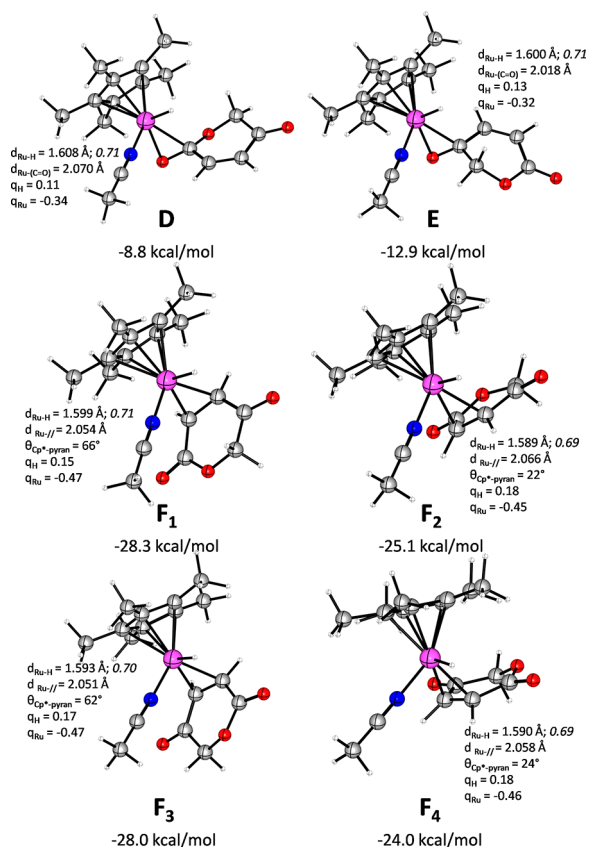 d_Ru-H = 1.608 Å; 0.71
d_Ru-(C=O) = 2.070 Å
q_H = 0.11
q_Ru = -0.34
D
-8.8 kcal/mol
d_Ru-H = 1.600 Å; 0.71
d_Ru-(C=O) = 2.018 Å
q_H = 0.13
q_Ru = -0.32
E
-12.9 kcal/mol
d_Ru-H = 1.599 Å; 0.71
d_Ru-// = 2.054 Å
θ_Cp*-pyran = 66°
q_H = 0.15
q_Ru = -0.47
F_1
-28.3 kcal/mol
d_Ru-H = 1.589 Å; 0.69
d_Ru-// = 2.066 Å
θ_Cp*-pyran = 22°
q_H = 0.18
q_Ru = -0.45
F_2
-25.1 kcal/mol
d_Ru-H = 1.593 Å; 0.70
d_Ru-// = 2.051 Å
θ_Cp*-pyran = 62°
q_H = 0.17
q_Ru = -0.47
F_3
-28.0 kcal/mol
d_Ru-H = 1.590 Å; 0.69
d_Ru-// = 2.058 Å
θ_Cp*-pyran = 24°
q_H = 0.18
q_Ru = -0.46
F_4
-24.0 kcal/mol